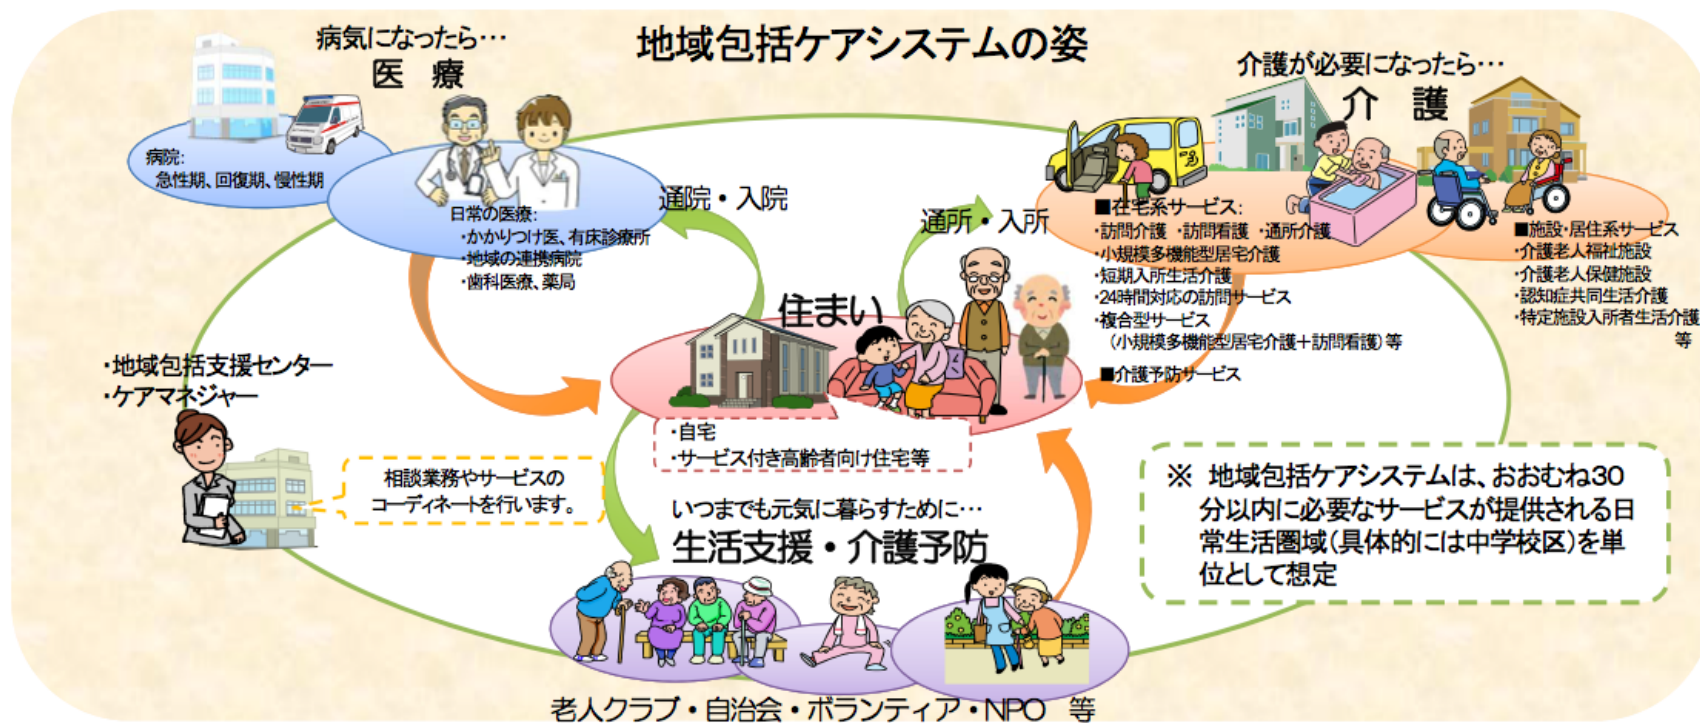 地域包括ケアシステムの姿
病気になったら…
医 療
病院:
急性期、回復期、慢性期
日常の医療:
・かかりつけ医、有床診療所
・地域の連携病院
・歯科医療、薬局
通院・入院
通所・入所
介護が必要になったら…
介 護
■在宅系サービス:
・訪問介護 ・訪問看護 ・通所介護
・小規模多機能型居宅介護
・短期入所生活介護
・24時間対応の訪問サービス
・複合型サービス
(小規模多機能型居宅介護+訪問看護)等
■介護予防サービス
■施設・居住系サービス
・介護老人福祉施設
・介護老人保健施設
・認知症共同生活介護
・特定施設入所者生活介護
等
住まい
・自宅
・サービス付き高齢者向け住宅等
・地域包括支援センター
・ケアマネジャー
相談業務やサービスの
コーディネートを行います。
いつまでも元気に暮らすために…
生活支援・介護予防
老人クラブ・自治会・ボランティア・NPO 等
※ 地域包括ケアシステムは、おおむね30
分以内に必要なサービスが提供される日
常生活圏域(具体的には中学校区)を単
位として想定